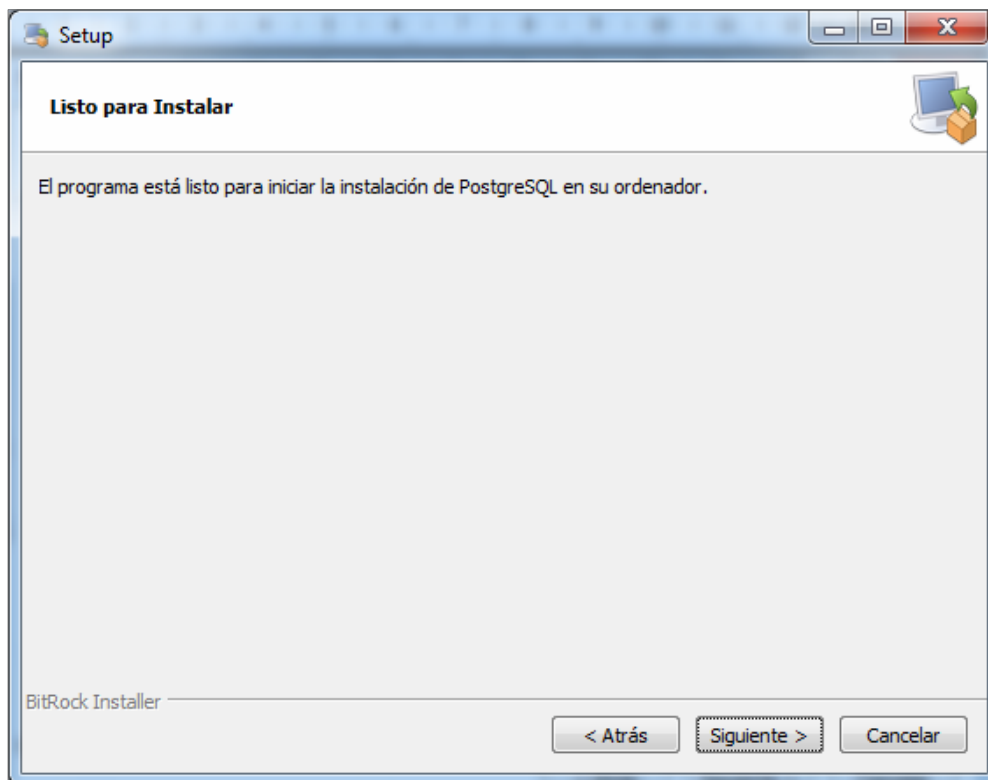 Setup
Listo para Instalar
El programa está listo para iniciar la instalación de PostgreSQL en su ordenador.
BitRock Installer
< Atrás
Siguiente >
Cancelar